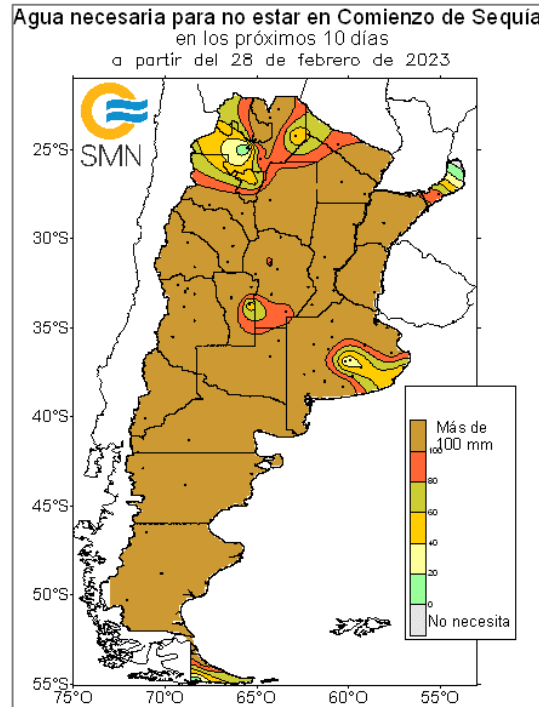 Agua necesaria para no estar en Comienzo de Sequía
en los próximos 10 días
a partir del 28 de febrero de 2023
SMN
25°S
30°S
35°S
40°S
45°S
50°S
55°S
75°O 70°O 65°O 60°O 55°O
Más de
100 mm
100
80
60
40
20
0
No necesita